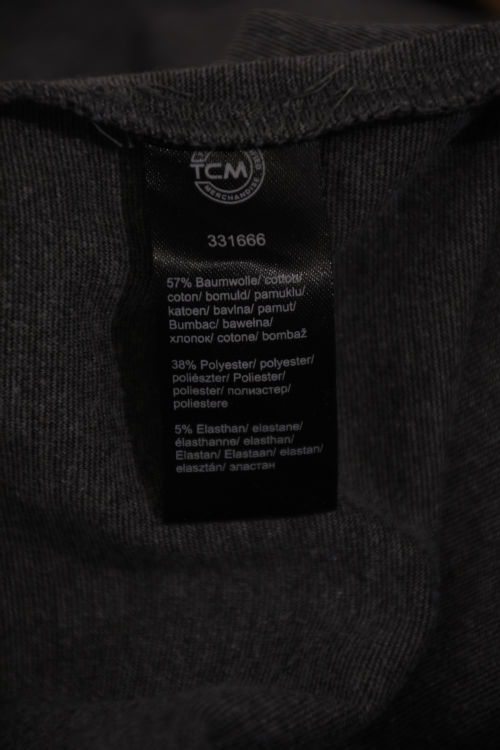 TCM
MERCHANDISE
331666
57% Baumwolle/ cotton/
coton/ bomuld/ pamuklu/
katoen/ bavlna/ pamut/
Bumbac/ bawełna/
хлопок/ cotone/ bombaž
38% Polyester/ polyester/
poliészter/ Poliester/
poliester/ полиэстер/
poliestere
5% Elasthan/ elastane/
élasthanne/ elasthan/
Elastan/ Elastaan/ elastan/
elasztán/ эластан